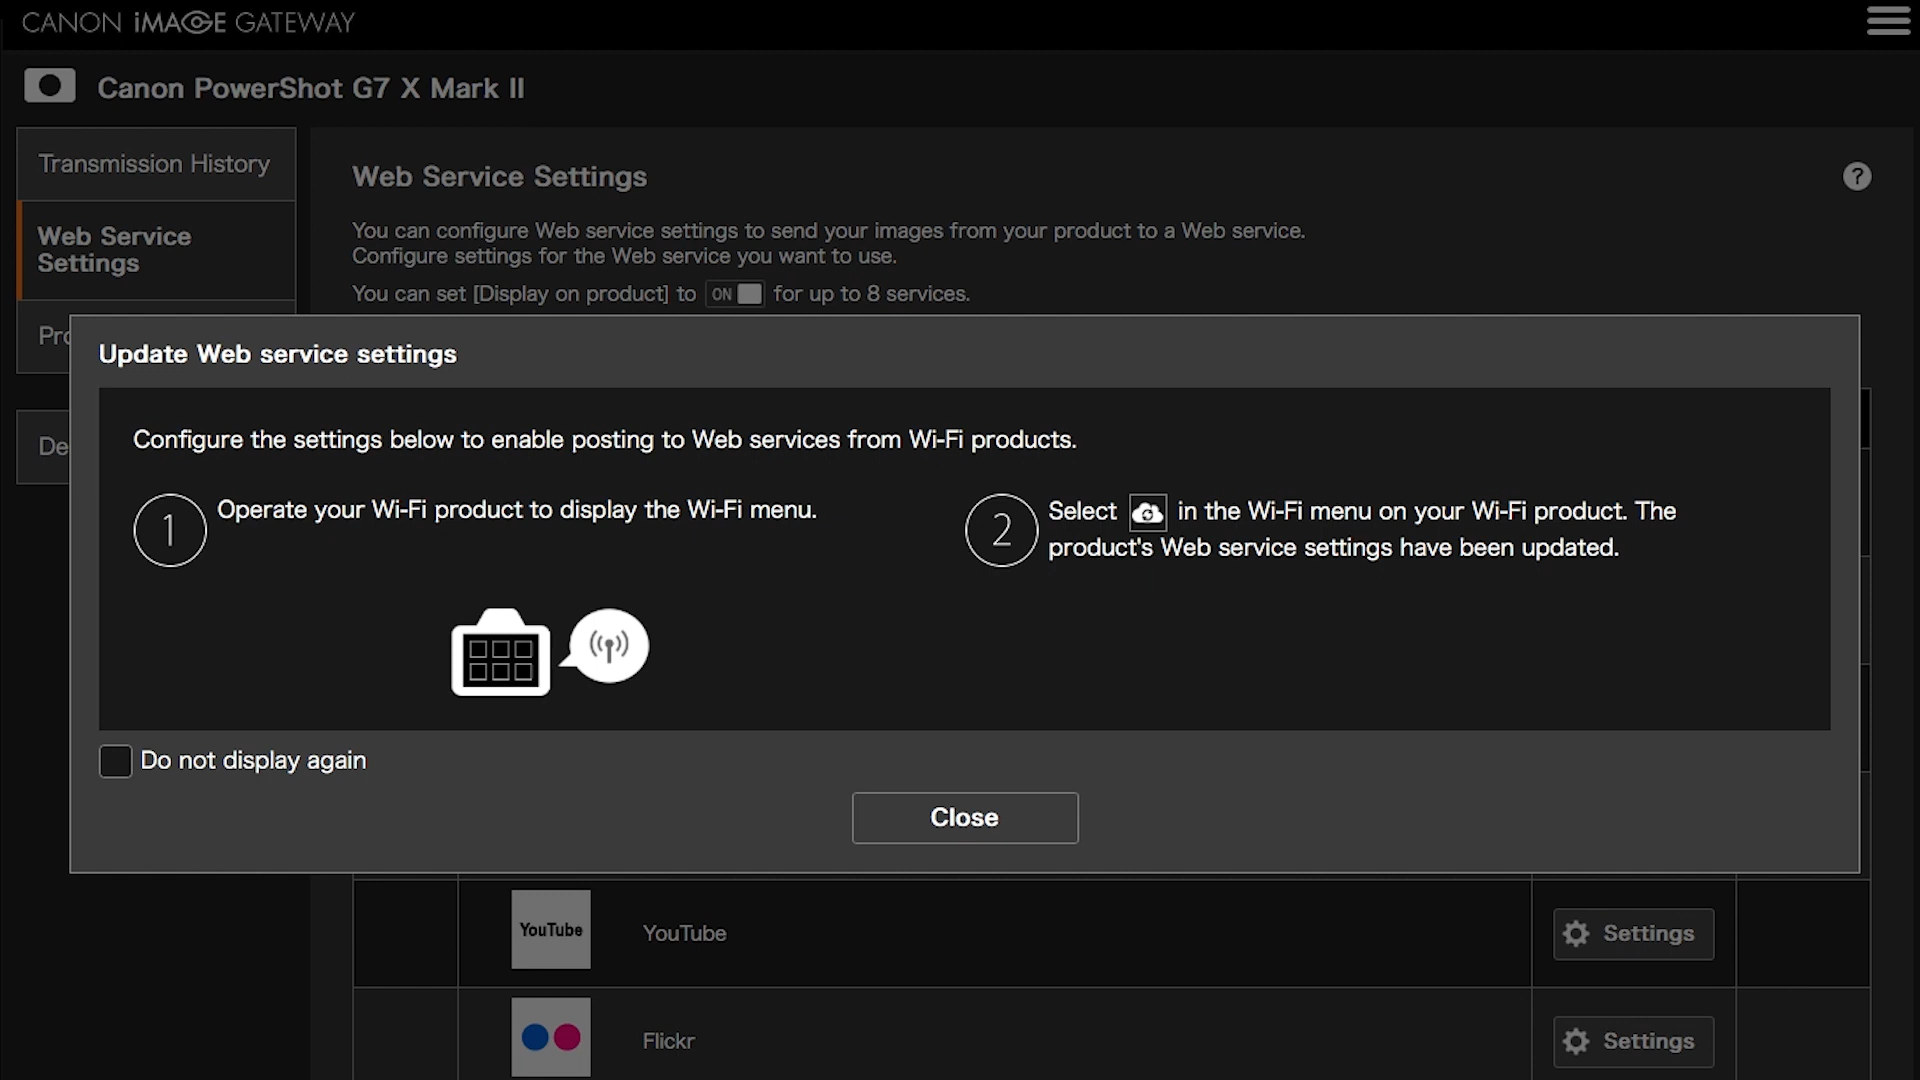 CANON iMAGE GATEWAY
Canon PowerShot G7 X Mark II
Transmission History
Web Service
Settings
Web Service Settings
?
You can configure Web service settings to send your images from your product to a Web service.
Configure settings for the Web service you want to use.
You can set [Display on product] to ON for up to 8 services.
Pro
De
Update Web service settings
Configure the settings below to enable posting to Web services from Wi-Fi products.
1 Operate your Wi-Fi product to display the Wi-Fi menu.
2 Select in the Wi-Fi menu on your Wi-Fi product. The
product's Web service settings have been updated.
Do not display again
Close
YouTube YouTube Settings
Flickr Settings